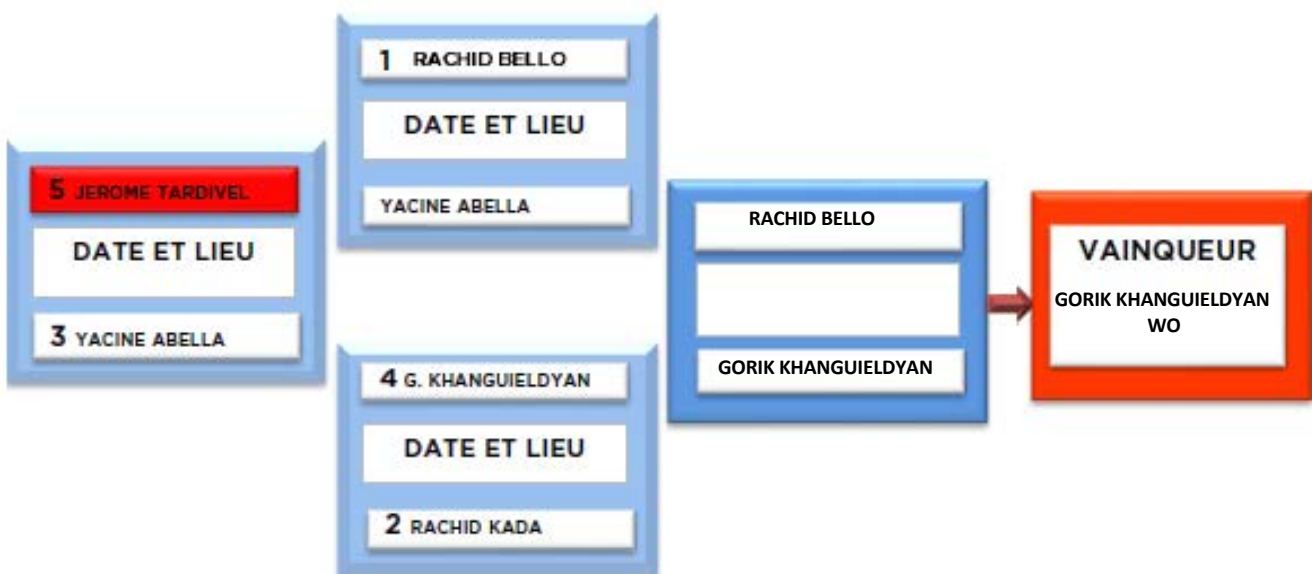 5 JEROME TARDIVEL
DATE ET LIEU
3 YACINE ABELLA
1 RACHID BELLO
DATE ET LIEU
YACINE ABELLA
4 G. KHANGUIELDYAN
DATE ET LIEU
2 RACHID KADA
RACHID BELLO
GORIK KHANGUIELDYAN
VAINQUEUR
GORIK KHANGUIELDYAN
WO